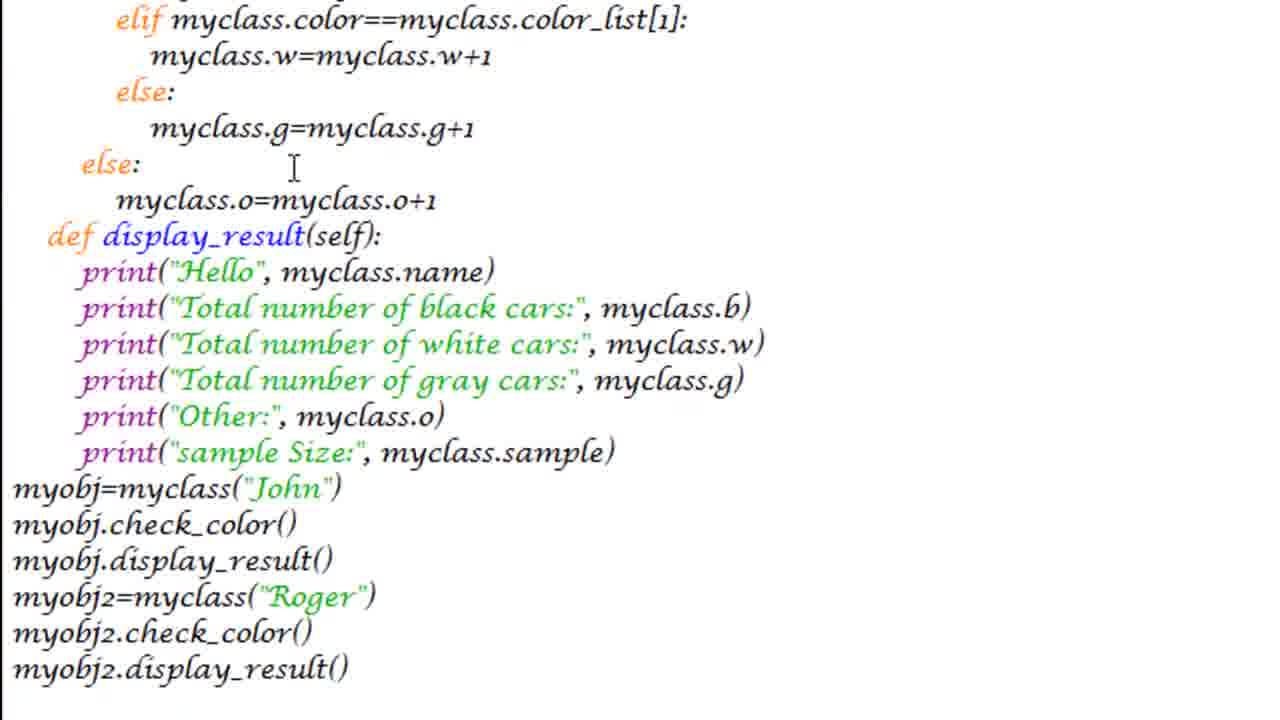 elif myclass.color==myclass.color_list[1]:
myclass.w=myclass.w+1
else:
myclass.g=myclass.g+1
else:
myclass.o=myclass.o+1
def display_result(self):
print("Hello", myclass.name)
print("Total number of black cars:", myclass.b)
print("Total number of white cars:", myclass.w)
print("Total number of gray cars:", myclass.g)
print("Other:", myclass.o)
print("sample Size:", myclass.sample)
myobj=myclass("John")
myobj.check_color()
myobj.display_result()
myobj2=myclass("Roger")
myobj2.check_color()
myobj2.display_result()